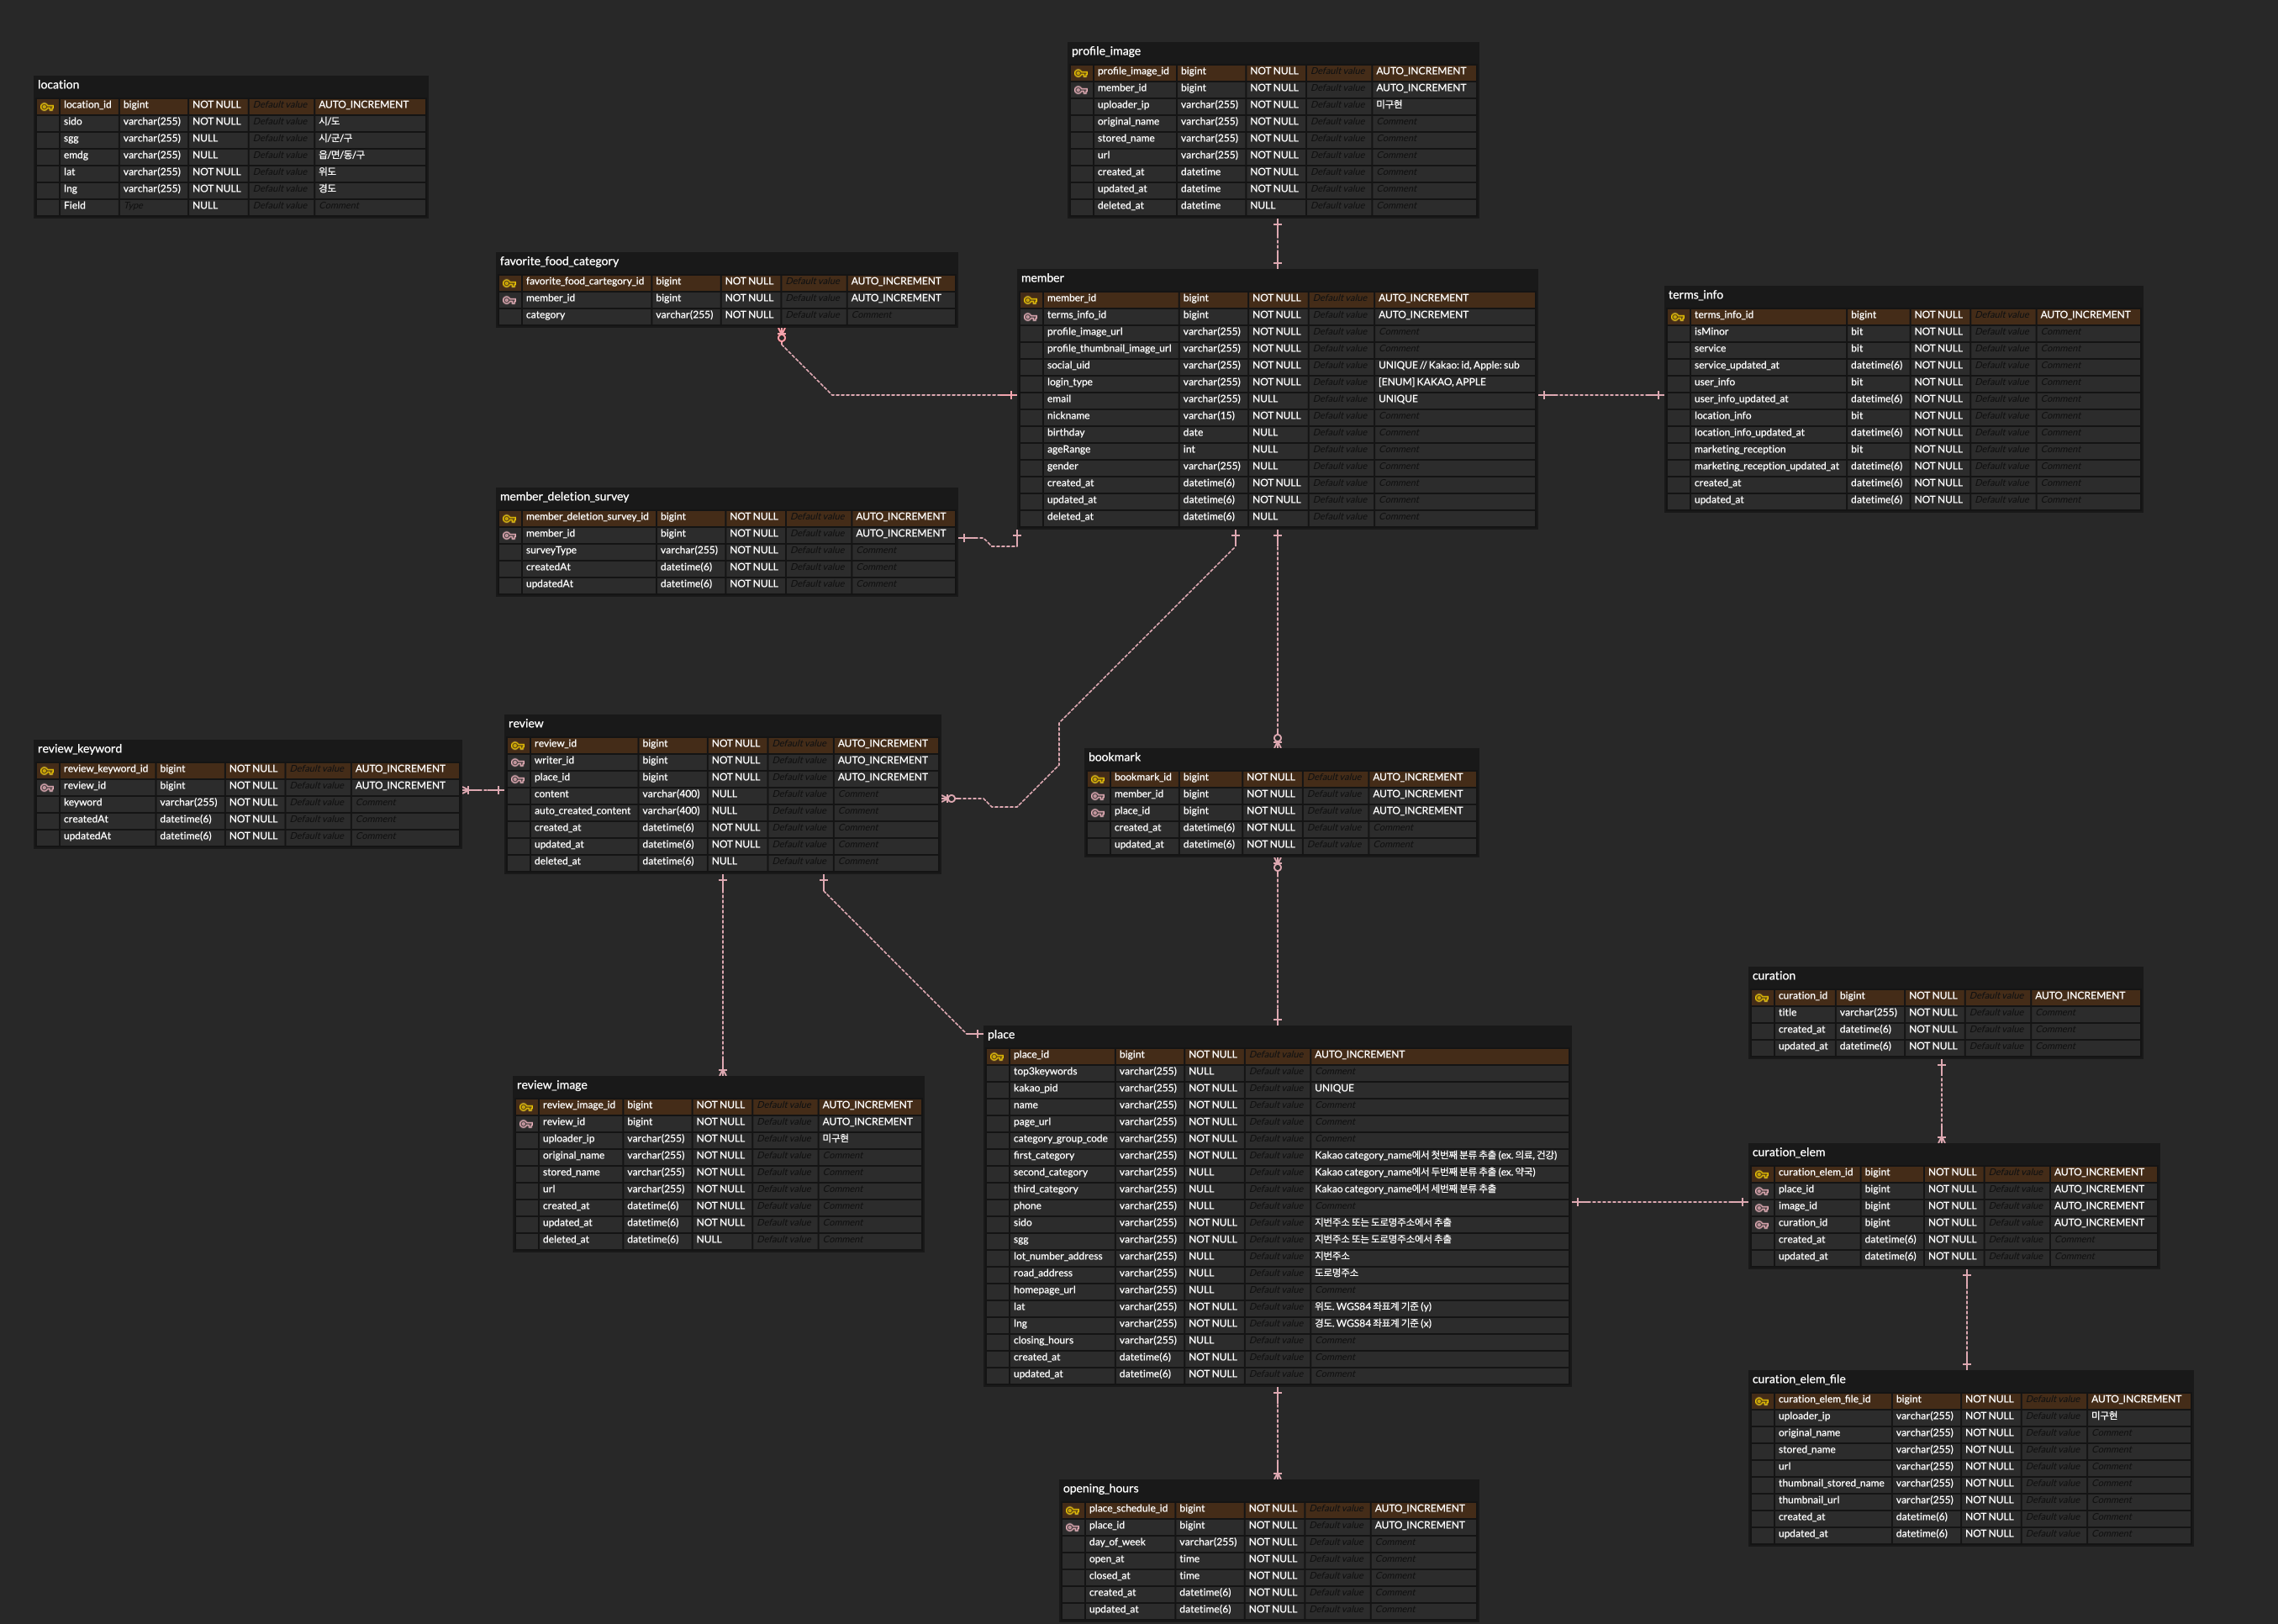 profile_image
profile_image_id bigint NOT NULL Default value AUTO_INCREMENT
member_id bigint NOT NULL Default value AUTO_INCREMENT
uploader_ip varchar(255) NOT NULL Default value 미구현
original_name varchar(255) NOT NULL Default value Comment
stored_name varchar(255) NOT NULL Default value Comment
url varchar(255) NOT NULL Default value Comment
created_at datetime NOT NULL Default value Comment
updated_at datetime NOT NULL Default value Comment
deleted_at datetime NULL Default value Comment
location
location_id bigint NOT NULL Default value AUTO_INCREMENT
sido varchar(255) NOT NULL Default value 시/도
sgg varchar(255) NULL Default value 시/군/구
emdg varchar(255) NULL Default value 읍/면/동/구
lat varchar(255) NOT NULL Default value 위도
lng varchar(255) NOT NULL Default value 경도
Field Type NULL Default value Comment
favorite_food_category
favorite_food_cartegory_id bigint NOT NULL Default value AUTO_INCREMENT
member_id bigint NOT NULL Default value AUTO_INCREMENT
category varchar(255) NOT NULL Default value Comment
member
member_id bigint NOT NULL Default value AUTO_INCREMENT
terms_info_id bigint NOT NULL Default value AUTO_INCREMENT
profile_image_url varchar(255) NOT NULL Default value Comment
profile_thumbnail_image_url varchar(255) NOT NULL Default value Comment
social_uid varchar(255) NOT NULL Default value UNIQUE // Kakao: id, Apple: sub
login_type varchar(255) NOT NULL Default value [ENUM] KAKAO, APPLE
email varchar(255) NULL Default value UNIQUE
nickname varchar(15) NOT NULL Default value Comment
birthday date NULL Default value Comment
ageRange int NULL Default value Comment
gender varchar(255) NULL Default value Comment
created_at datetime(6) NOT NULL Default value Comment
updated_at datetime(6) NOT NULL Default value Comment
deleted_at datetime(6) NULL Default value Comment
terms_info
terms_info_id bigint NOT NULL Default value AUTO_INCREMENT
isMinor bit NOT NULL Default value Comment
service bit NOT NULL Default value Comment
service_updated_at datetime(6) NOT NULL Default value Comment
user_info bit NOT NULL Default value Comment
user_info_updated_at datetime(6) NOT NULL Default value Comment
location_info bit NOT NULL Default value Comment
location_info_updated_at datetime(6) NOT NULL Default value Comment
marketing_reception bit NOT NULL Default value Comment
marketing_reception_updated_at datetime(6) NOT NULL Default value Comment
created_at datetime(6) NOT NULL Default value Comment
updated_at datetime(6) NOT NULL Default value Comment
member_deletion_survey
member_deletion_survey_id bigint NOT NULL Default value AUTO_INCREMENT
member_id bigint NOT NULL Default value AUTO_INCREMENT
surveyType varchar(255) NOT NULL Default value Comment
createdAt datetime(6) NOT NULL Default value Comment
updatedAt datetime(6) NOT NULL Default value Comment
review_keyword
review_keyword_id bigint NOT NULL Default value AUTO_INCREMENT
review_id bigint NOT NULL Default value AUTO_INCREMENT
keyword varchar(255) NOT NULL Default value Comment
createdAt datetime(6) NOT NULL Default value Comment
updatedAt datetime(6) NOT NULL Default value Comment
review
review_id bigint NOT NULL Default value AUTO_INCREMENT
writer_id bigint NOT NULL Default value AUTO_INCREMENT
place_id bigint NOT NULL Default value AUTO_INCREMENT
content varchar(400) NULL Default value Comment
auto_created_content varchar(400) NULL Default value Comment
created_at datetime(6) NOT NULL Default value Comment
updated_at datetime(6) NOT NULL Default value Comment
deleted_at datetime(6) NULL Default value Comment
bookmark
bookmark_id bigint NOT NULL Default value AUTO_INCREMENT
member_id bigint NOT NULL Default value AUTO_INCREMENT
place_id bigint NOT NULL Default value AUTO_INCREMENT
created_at datetime(6) NOT NULL Default value Comment
updated_at datetime(6) NOT NULL Default value Comment
review_image
review_image_id bigint NOT NULL Default value AUTO_INCREMENT
review_id bigint NOT NULL Default value AUTO_INCREMENT
uploader_ip varchar(255) NOT NULL Default value 미구현
original_name varchar(255) NOT NULL Default value Comment
stored_name varchar(255) NOT NULL Default value Comment
url varchar(255) NOT NULL Default value Comment
created_at datetime(6) NOT NULL Default value Comment
updated_at datetime(6) NOT NULL Default value Comment
deleted_at datetime(6) NULL Default value Comment
place
place_id bigint NOT NULL Default value AUTO_INCREMENT
top3keywords varchar(255) NULL Default value Comment
kakao_pid varchar(255) NOT NULL Default value UNIQUE
name varchar(255) NOT NULL Default value Comment
page_url varchar(255) NOT NULL Default value Comment
category_group_code varchar(255) NOT NULL Default value Comment
first_category varchar(255) NOT NULL Default value Kakao category_name에서 첫번째 분류 추출 (ex. 의료, 건강)
second_category varchar(255) NULL Default value Kakao category_name에서 두번째 분류 추출 (ex. 약국)
third_category varchar(255) NULL Default value Kakao category_name에서 세번째 분류 추출
phone varchar(255) NULL Default value Comment
sido varchar(255) NOT NULL Default value 지번주소 또는 도로명주소에서 추출
sgg varchar(255) NOT NULL Default value 지번주소 또는 도로명주소에서 추출
lot_number_address varchar(255) NULL Default value 지번주소
road_address varchar(255) NULL Default value 도로명주소
homepage_url varchar(255) NULL Default value Comment
lat varchar(255) NOT NULL Default value 위도. WGS84 좌표계 기준 (y)
lng varchar(255) NOT NULL Default value 경도. WGS84 좌표계 기준 (x)
closing_hours varchar(255) NULL Default value Comment
created_at datetime(6) NOT NULL Default value Comment
updated_at datetime(6) NOT NULL Default value Comment
curation
curation_id bigint NOT NULL Default value AUTO_INCREMENT
title varchar(255) NOT NULL Default value Comment
created_at datetime(6) NOT NULL Default value Comment
updated_at datetime(6) NOT NULL Default value Comment
curation_elem
curation_elem_id bigint NOT NULL Default value AUTO_INCREMENT
place_id bigint NOT NULL Default value AUTO_INCREMENT
image_id bigint NOT NULL Default value AUTO_INCREMENT
curation_id bigint NOT NULL Default value AUTO_INCREMENT
created_at datetime(6) NOT NULL Default value Comment
updated_at datetime(6) NOT NULL Default value Comment
curation_elem_file
curation_elem_file_id bigint NOT NULL Default value AUTO_INCREMENT
uploader_ip varchar(255) NOT NULL Default value 미구현
original_name varchar(255) NOT NULL Default value Comment
stored_name varchar(255) NOT NULL Default value Comment
url varchar(255) NOT NULL Default value Comment
thumbnail_stored_name varchar(255) NOT NULL Default value Comment
thumbnail_url varchar(255) NOT NULL Default value Comment
created_at datetime(6) NOT NULL Default value Comment
updated_at datetime(6) NOT NULL Default value Comment
opening_hours
place_schedule_id bigint NOT NULL Default value AUTO_INCREMENT
place_id bigint NOT NULL Default value AUTO_INCREMENT
day_of_week varchar(255) NOT NULL Default value Comment
open_at time NOT NULL Default value Comment
closed_at time NOT NULL Default value Comment
created_at datetime(6) NOT NULL Default value Comment
updated_at datetime(6) NOT NULL Default value Comment